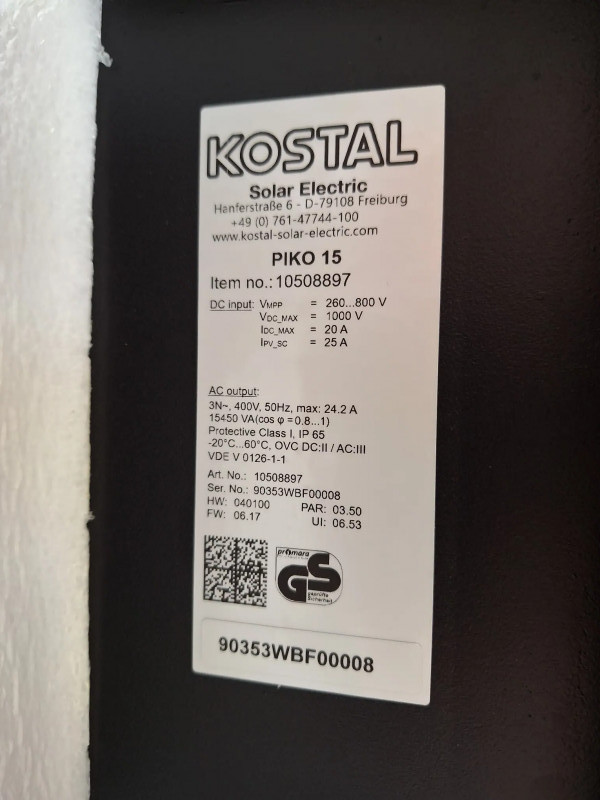 KOSTAL
Solar Electric
Hanferstraße 6 - D-79108 Freiburg
+49 (0) 761-47744-100
www.kostal-solar-electric.com
PIKO 15
Item no.: 10508897
DC input: VMPP = 260...800 V
VDC_MAX = 1000 V
IDC_MAX = 20 A
IPV_SC = 25 A
AC output:
3N~, 400V, 50Hz, max: 24.2 A
15450 VA(cos φ =0.8...1)
Protective Class I, IP 65
-20°C...60°C, OVC DC:II / AC:III
VDE V 0126-1-1
Art. No.: 10508897
Ser. No.: 90353WBF00008
HW: 040100 PAR: 03.50
FW: 06.17 UI: 06.53
primara
GS
geprüfte
Sicherheit
90353WBF00008